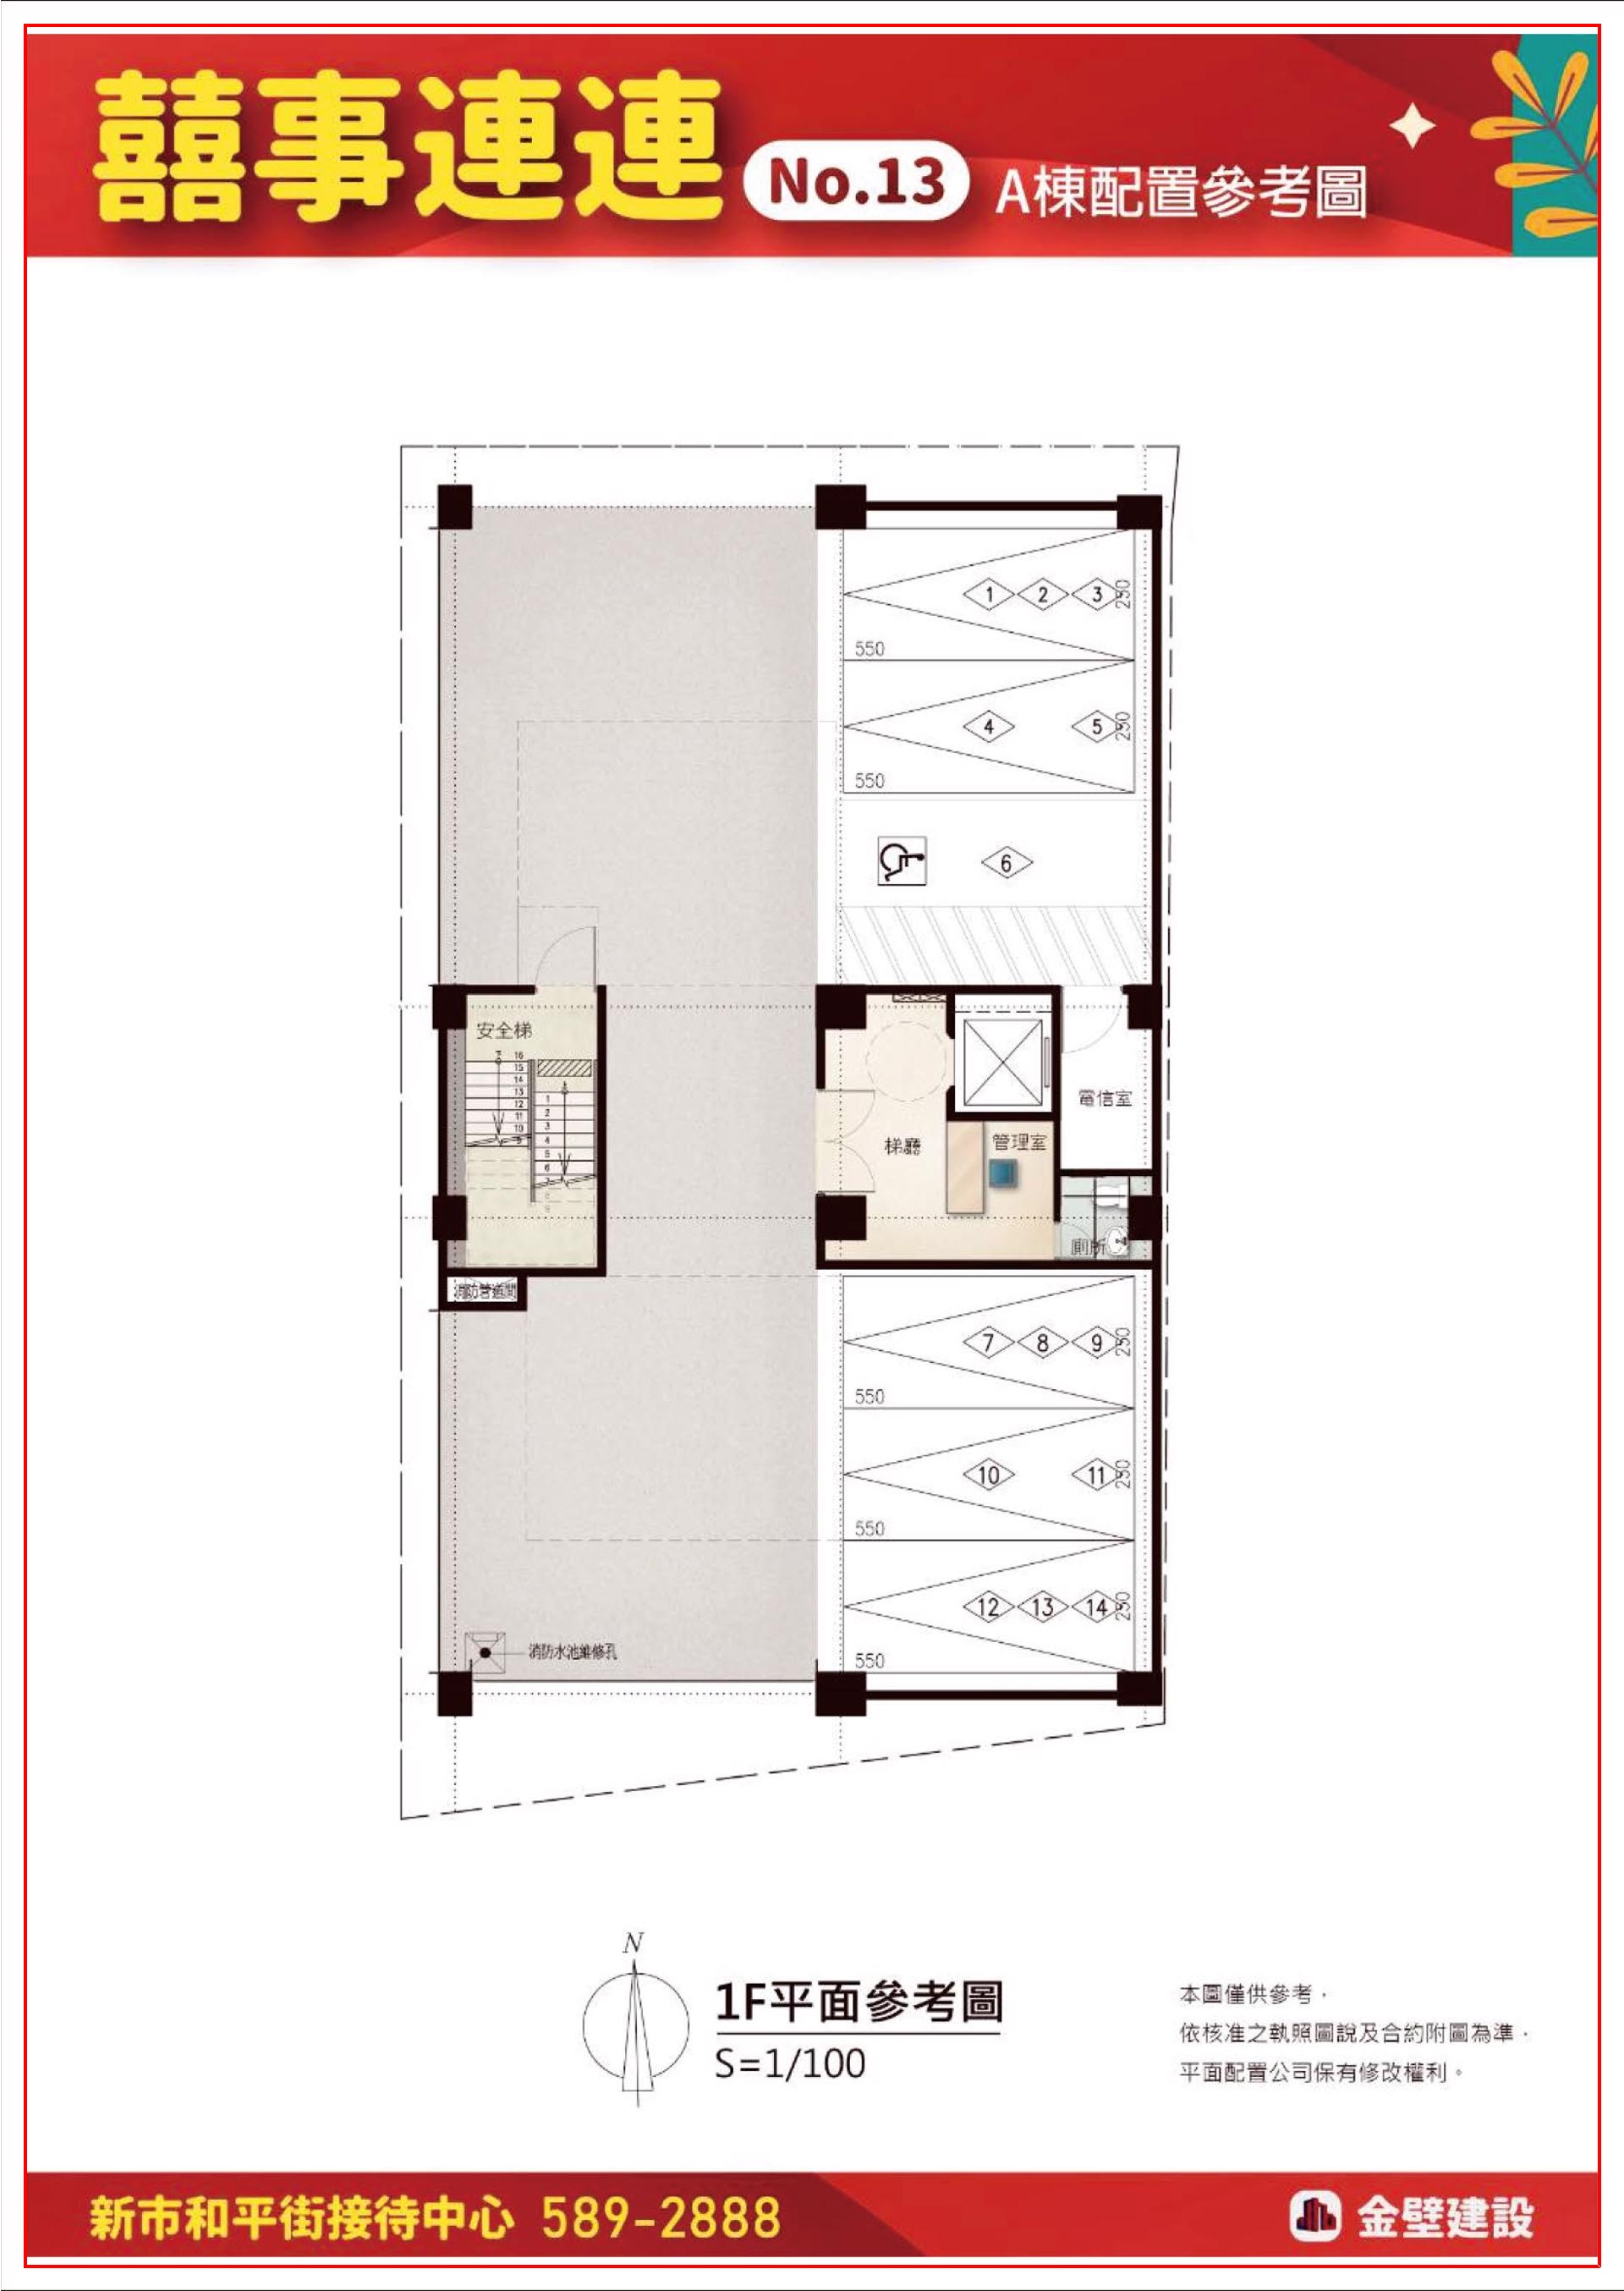 囍事連連 No.13 A棟配置參考圖
1 2 3 250
550
4 5 250
550
6
安全梯
16
15
14
13
12
11
10
9
1
2
3
4
5
6
7
8
9
梯廳
管理室
電信室
廁所
消防管道間
7 8 9 250
550
10 11 250
550
12 13 14 250
550
消防水池維修孔
N
1F平面參考圖
S=1/100
本圖僅供參考，
依核准之執照圖說及合約附圖為準，
平面配置公司保有修改權利。
新市和平街接待中心 589-2888
金壁建設